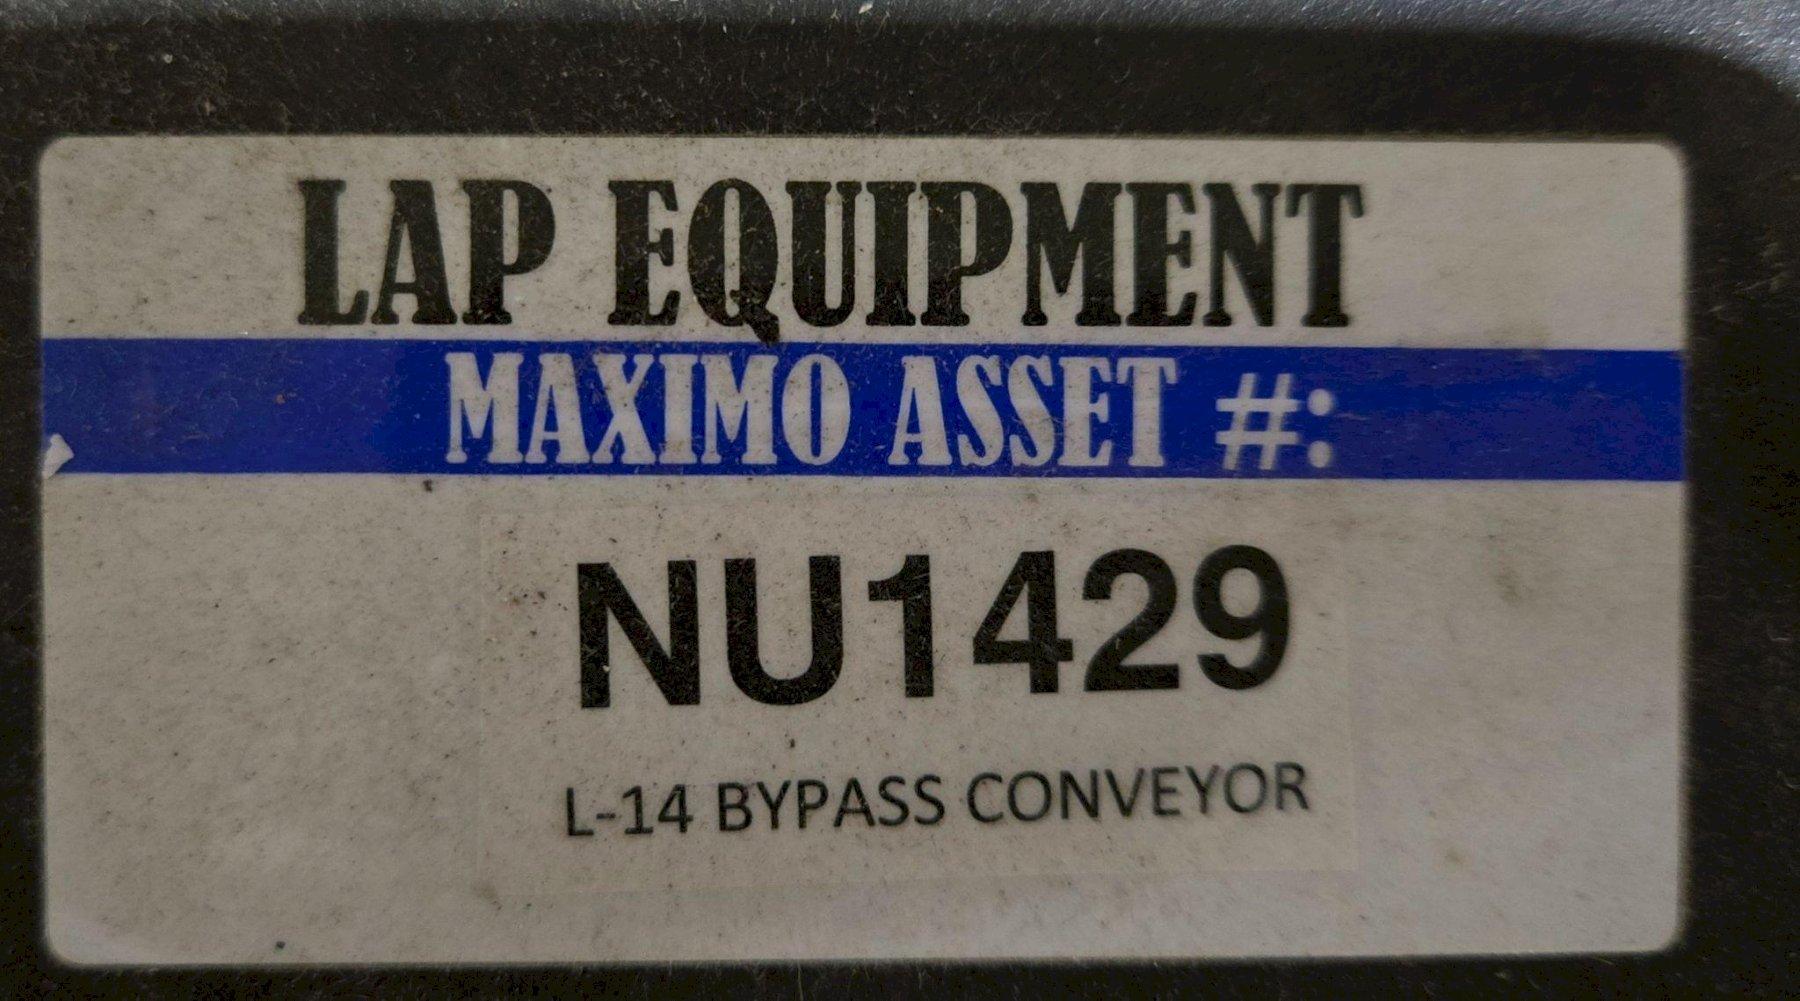 LAP EQUIPMENT
MAXIMO ASSET #:
NU1429
L-14 BYPASS CONVEYOR